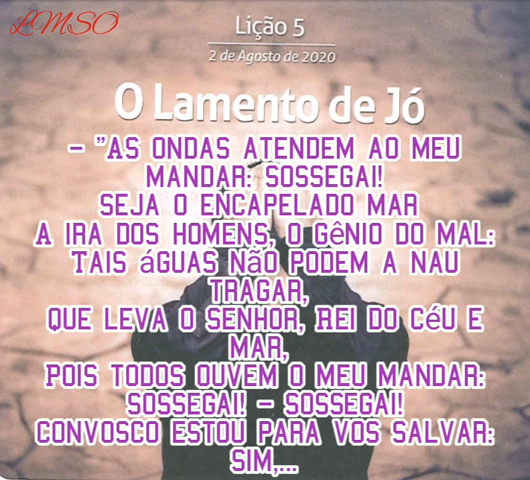 LMSO
Lição 5
2 de Agosto de 2020
O Lamento de Jó
- "AS ONDAS ATENDEM AO MEU
MANDAR: SOSSEGAI!
SEJA O ENCAPELADO MAR
A IRA DOS HOMENS, O GÊNIO DO MAL:
TAIS áGUAS NÃO PODEM A NAU
TRAGAR,
QUE LEVA O SENHOR, REI DO CéU E
MAR,
POIS TODOS OUVEM O MEU MANDAR:
SOSSEGAI! - SOSSEGAI!
CONVOSCO ESTOU PARA VOS SALVAR:
SIM,...